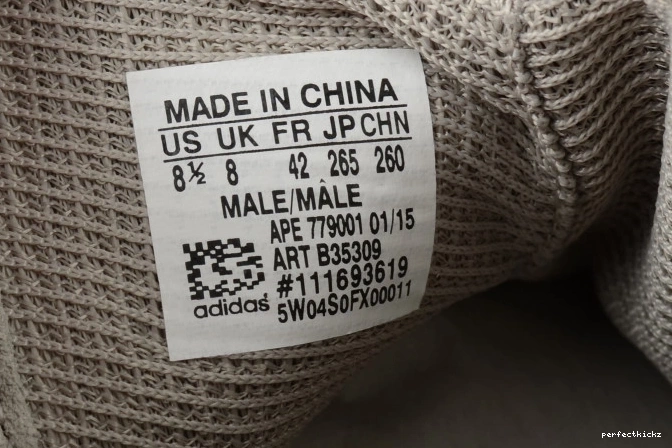 MADE IN CHINA
US UK FR JP CHN
8½ 8 42 265 260
MALE/MÂLE
APE 779001 01/15
ART B35309
#111693619
adidas 5W04S0FX00011
perfectkickz